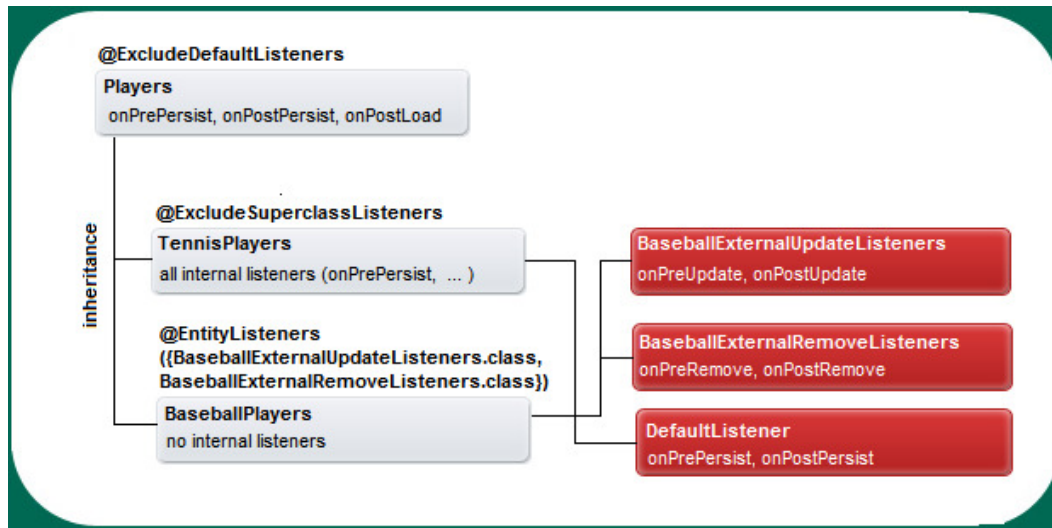 @ExcludeDefaultListeners
Players
onPrePersist, onPostPersist, onPostLoad
inheritance
@ExcludeSuperclassListeners
TennisPlayers
all internal listeners (onPrePersist, ... )
@EntityListeners
({BaseballExternalUpdateListeners.class,
BaseballExternalRemoveListeners.class})
BaseballPlayers
no internal listeners
BaseballExternalUpdateListeners
onPreUpdate, onPostUpdate
BaseballExternalRemoveListeners
onPreRemove, onPostRemove
DefaultListener
onPrePersist, onPostPersist